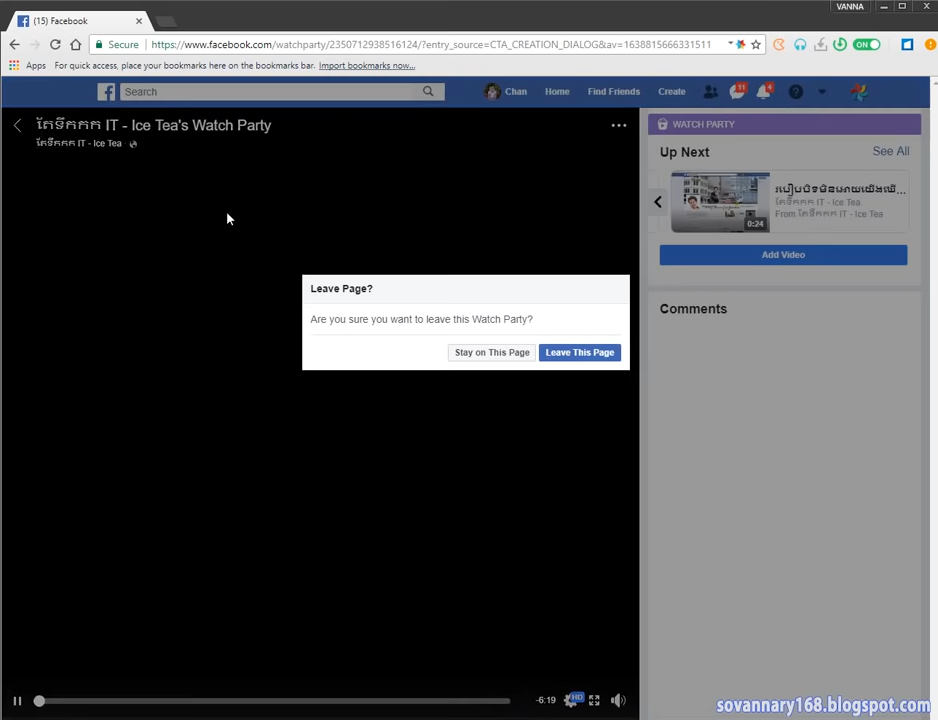 VANNA
(15) Facebook
Secure
https://www.facebook.com/watchparty/2350712938516124/?entry_source=CTA_CREATION_DIALOG&av=1638815666331511
ON
Apps
For quick access, place your bookmarks here on the bookmarks bar. Import bookmarks now...
Search
Chan
Home
Find Friends
Create
11
4
តែទឹកកក IT - Ice Tea's Watch Party
តែទឹកកក IT - Ice Tea
WATCH PARTY
Up Next
See All
0:24
តែទឹកកក IT - Ice Tea
From តែទឹកកក IT - Ice Tea
Add Video
Comments
Leave Page?
Are you sure you want to leave this Watch Party?
Stay on This Page
Leave This Page
-6:19
HD
sovannary168.blogspot.com